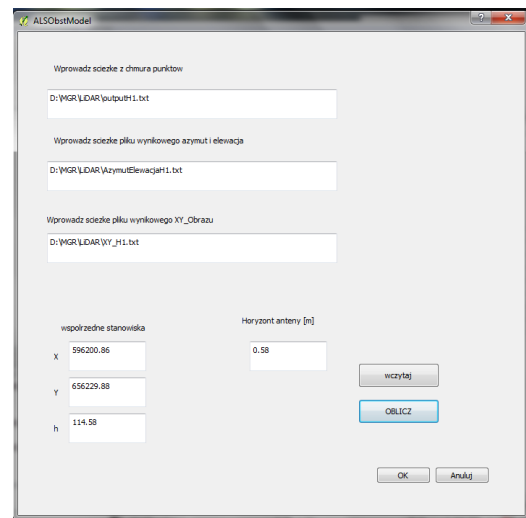 ALSObstModel
Wprowadz sciezke z chmura punktow
D:\MGR\LiDAR\outputH1.txt
Wprowadz sciezke pliku wynikowego azymut i elewacja
D:\MGR\LiDAR\AzymutElewacjaH1.txt
Wprowadz sciezke pliku wynikowego XY_Obrazu
D:\MGR\LiDAR\XY_H1.txt
wspolrzedne stanowiska
Horyzont anteny [m]
X 596200.86
0.58
wczytaj
Y 656229.88
OBLICZ
h 114.58
OK Anuluj